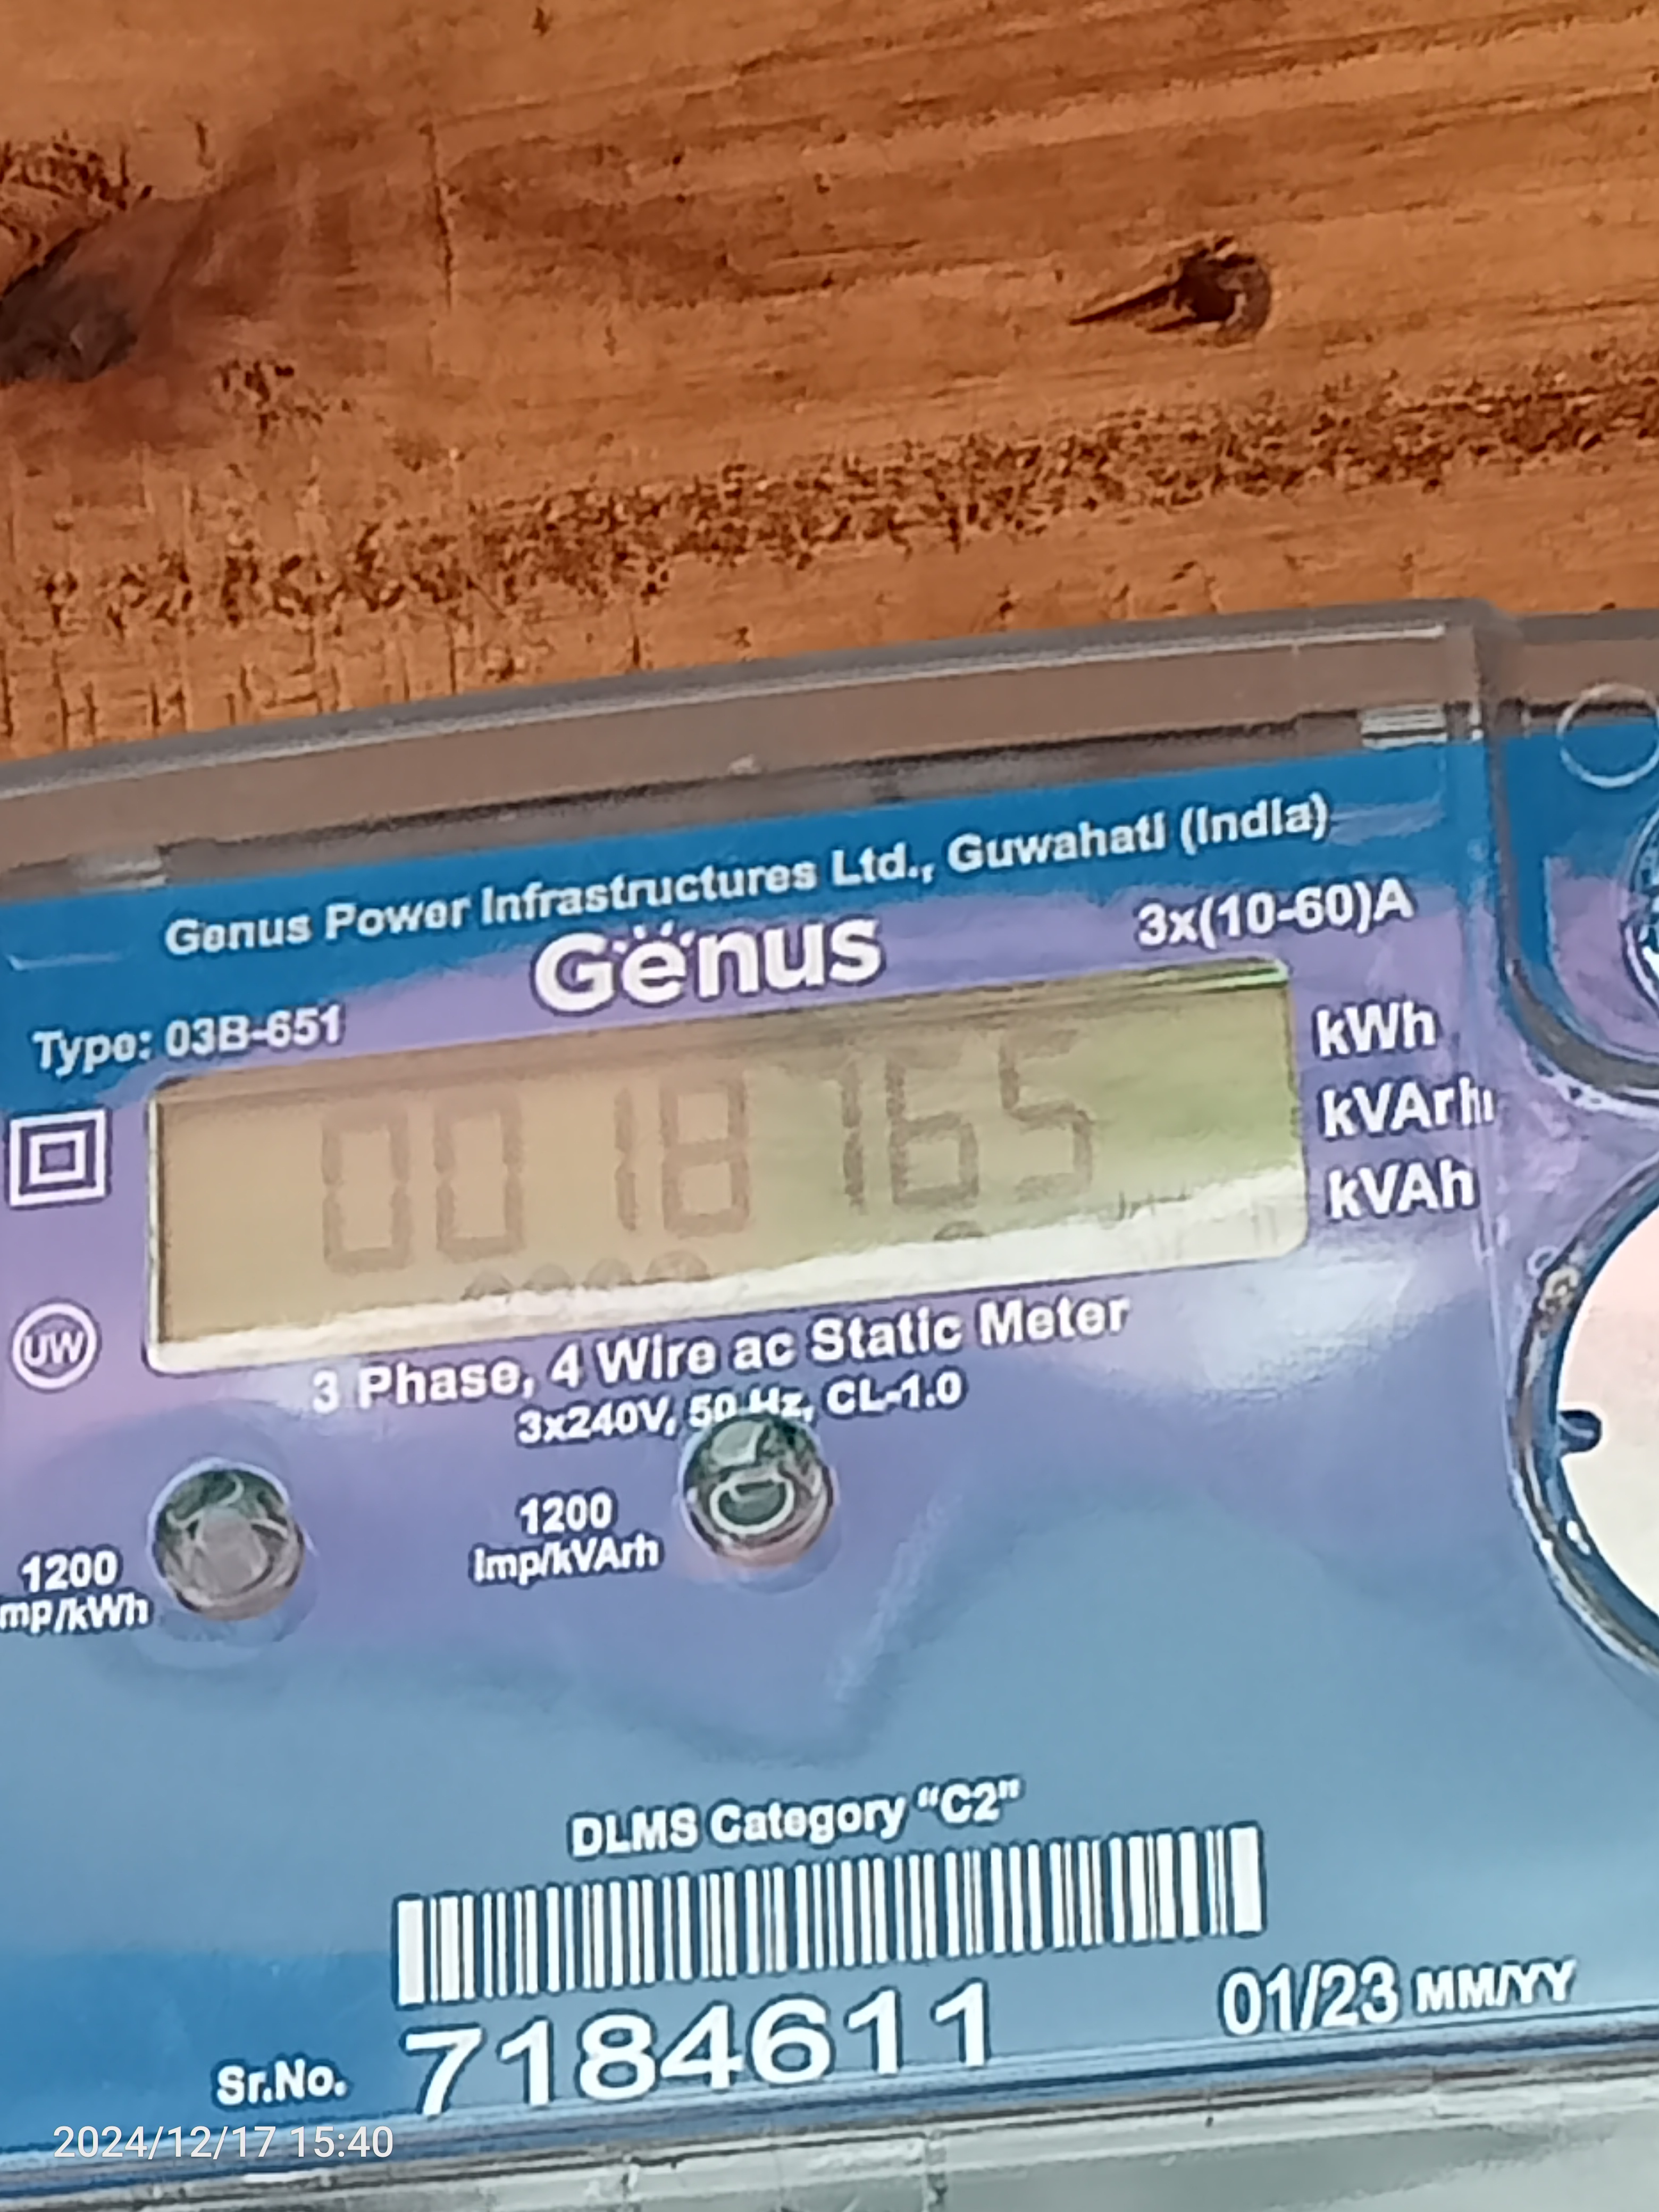 Genus Power Infrastructures Ltd., Guwahati (India)
Genus
3x(10-60)A
Type: 03B-651
0018765
kWh
kVArh
kVAh
UW
3 Phase, 4 Wire ac Static Meter
3x240V, 50 Hz, CL-1.0
1200
mp/kWh
1200
Imp/kVArh
DLMS Category "C2"
Sr.No. 7184611
01/23 MM/YY
2024/12/17 15:40